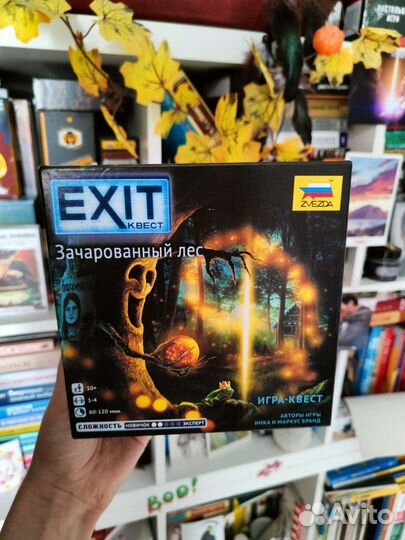 EXIT
КВЕСТ
ZVEZDA
Зачарованный лес
10+
1-4
60-120 мин.
СЛОЖНОСТЬ НОВИЧОК ЭКСПЕРТ
ИГРА-КВЕСТ
АВТОРЫ ИГРЫ
ИНКА И МАРКУС БРАНД
BOO!
Avito